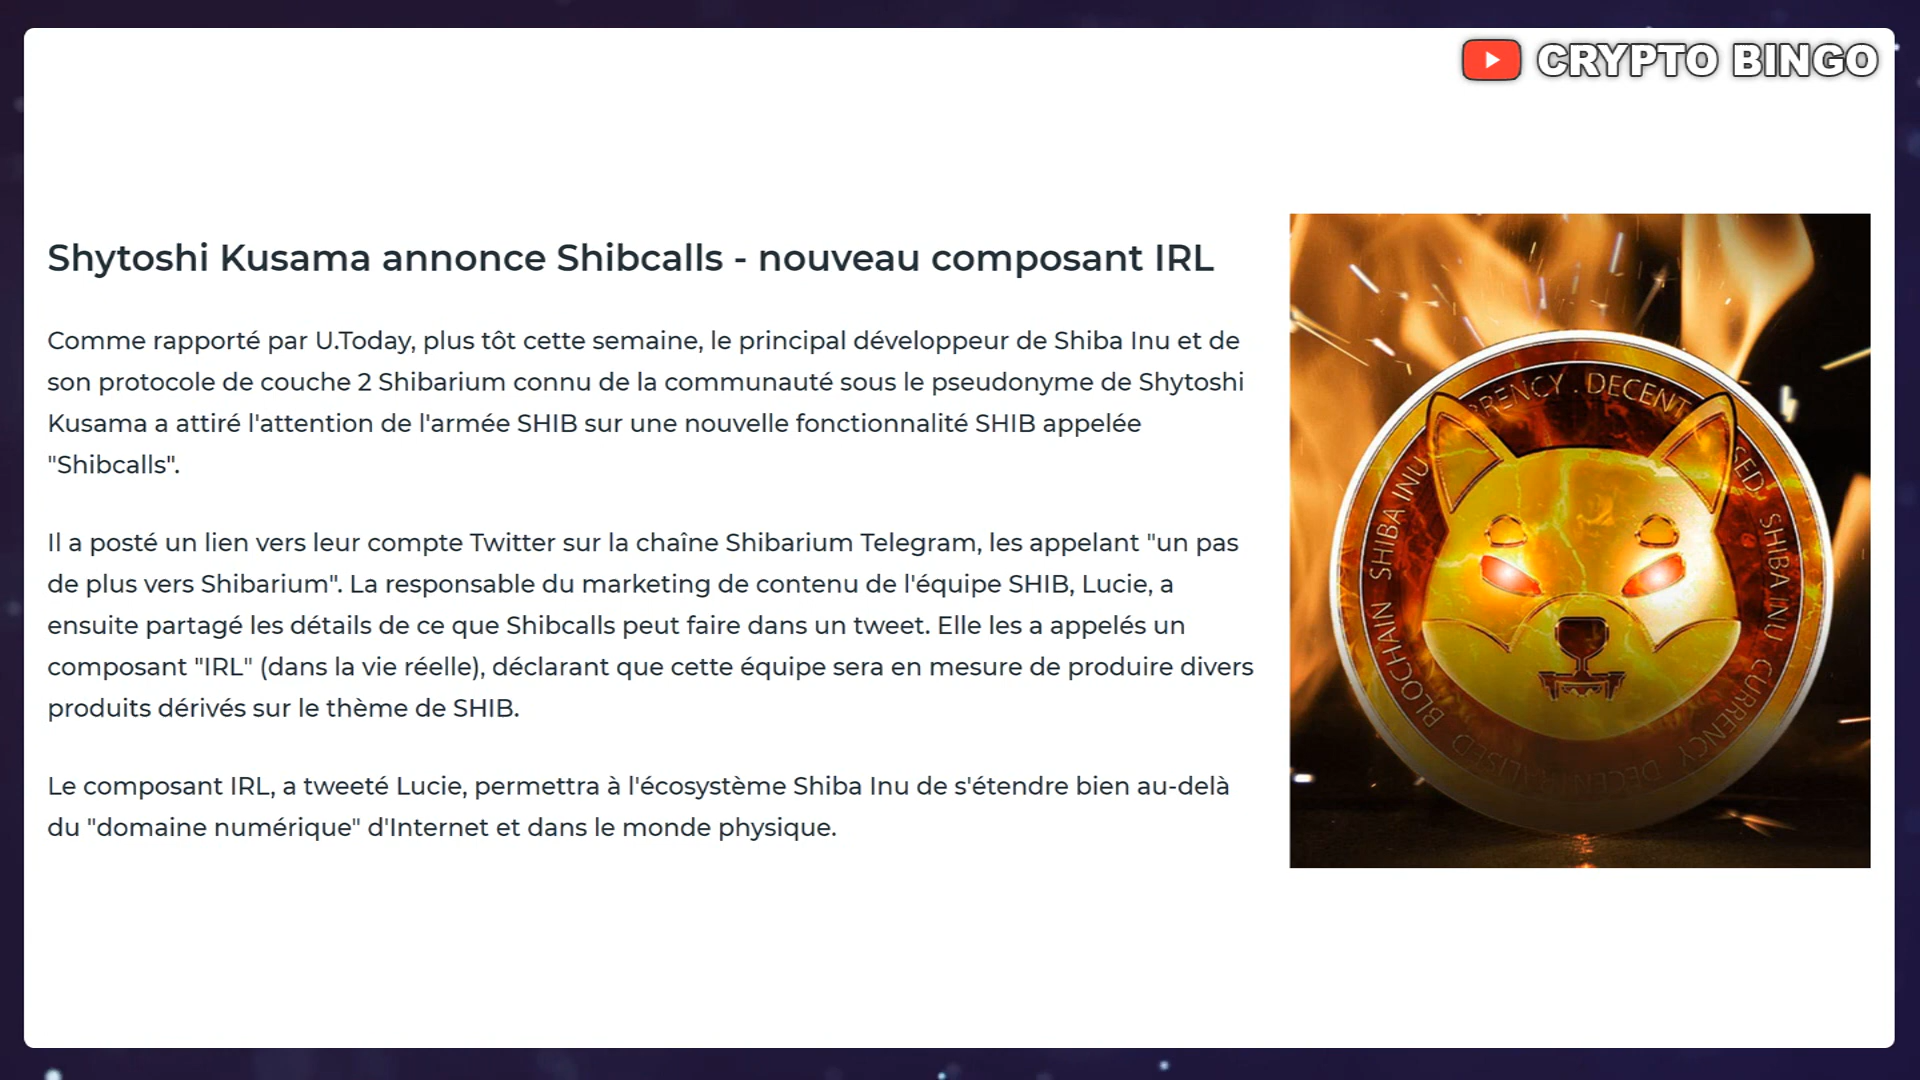 CRYPTO BINGO
Shytoshi Kusama annonce Shibcalls - nouveau composant IRL
Comme rapporté par U.Today, plus tôt cette semaine, le principal développeur de Shiba Inu et de
son protocole de couche 2 Shibarium connu de la communauté sous le pseudonyme de Shytoshi
Kusama a attiré l'attention de l'armée SHIB sur une nouvelle fonctionnalité SHIB appelée
"Shibcalls".
Il a posté un lien vers leur compte Twitter sur la chaîne Shibarium Telegram, les appelant "un pas
de plus vers Shibarium". La responsable du marketing de contenu de l'équipe SHIB, Lucie, a
ensuite partagé les détails de ce que Shibcalls peut faire dans un tweet. Elle les a appelés un
composant "IRL" (dans la vie réelle), déclarant que cette équipe sera en mesure de produire divers
produits dérivés sur le thème de SHIB.
Le composant IRL, a tweeté Lucie, permettra à l'écosystème Shiba Inu de s'étendre bien au-delà
du "domaine numérique" d'Internet et dans le monde physique.
SHIBA INU
RENCY . DECENT
SED SHIBA INU CURRENCY
DECENTRALISED BLOCHAIN